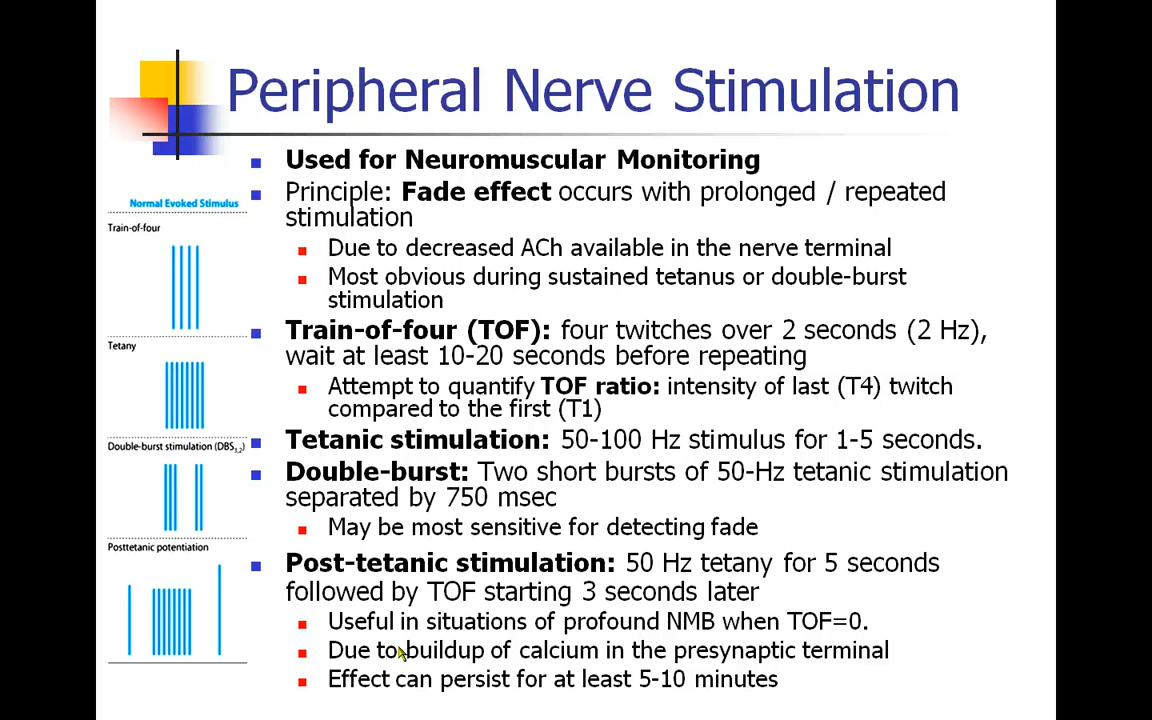 Peripheral Nerve Stimulation
Used for Neuromuscular Monitoring
Principle: Fade effect occurs with prolonged / repeated
stimulation
Due to decreased ACh available in the nerve terminal
Most obvious during sustained tetanus or double-burst
stimulation
Train-of-four (TOF): four twitches over 2 seconds (2 Hz),
wait at least 10-20 seconds before repeating
Attempt to quantify TOF ratio: intensity of last (T4) twitch
compared to the first (T1)
Tetanic stimulation: 50-100 Hz stimulus for 1-5 seconds.
Double-burst: Two short bursts of 50-Hz tetanic stimulation
separated by 750 msec
May be most sensitive for detecting fade
Post-tetanic stimulation: 50 Hz tetany for 5 seconds
followed by TOF starting 3 seconds later
Useful in situations of profound NMB when TOF=0.
Due to buildup of calcium in the presynaptic terminal
Effect can persist for at least 5-10 minutes
Normal Evoked Stimulus
Train-of-four
Tetany
Double-burst stimulation (DBS3,2)
Posttetanic potentiation